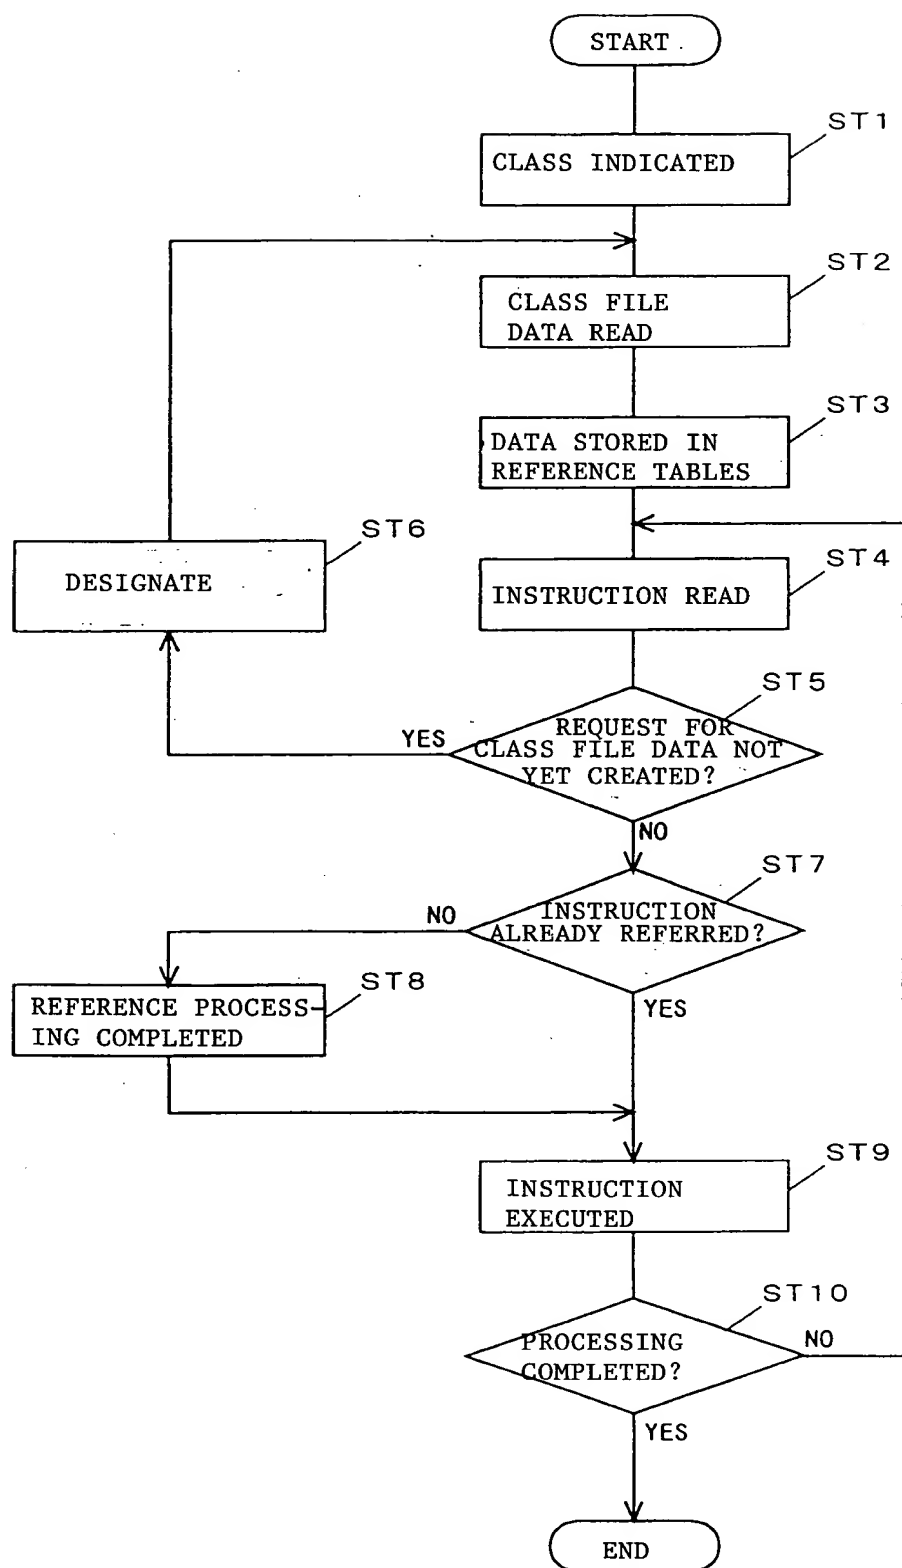 START
ST1
CLASS INDICATED
ST2
CLASS FILE
DATA READ
ST3
DATA STORED IN
REFERENCE TABLES
ST6
DESIGNATE
ST4
INSTRUCTION READ
ST5
REQUEST FOR
CLASS FILE DATA NOT
YET CREATED?
YES
NO
ST7
INSTRUCTION
ALREADY REFERRED?
NO
YES
ST8
REFERENCE PROCESS-
ING COMPLETED
ST9
INSTRUCTION
EXECUTED
ST10
PROCESSING
COMPLETED?
NO
YES
END